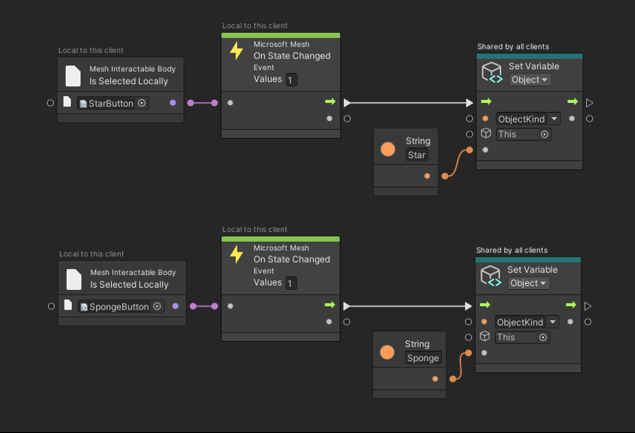 Local to this client
Mesh Interactable Body
Is Selected Locally
StarButton
Local to this client
Microsoft Mesh
On State Changed
Event
Values 1
String
Star
Shared by all clients
Set Variable
Object
ObjectKind
This
Local to this client
Mesh Interactable Body
Is Selected Locally
SpongeButton
Local to this client
Microsoft Mesh
On State Changed
Event
Values 1
String
Sponge
Shared by all clients
Set Variable
Object
ObjectKind
This